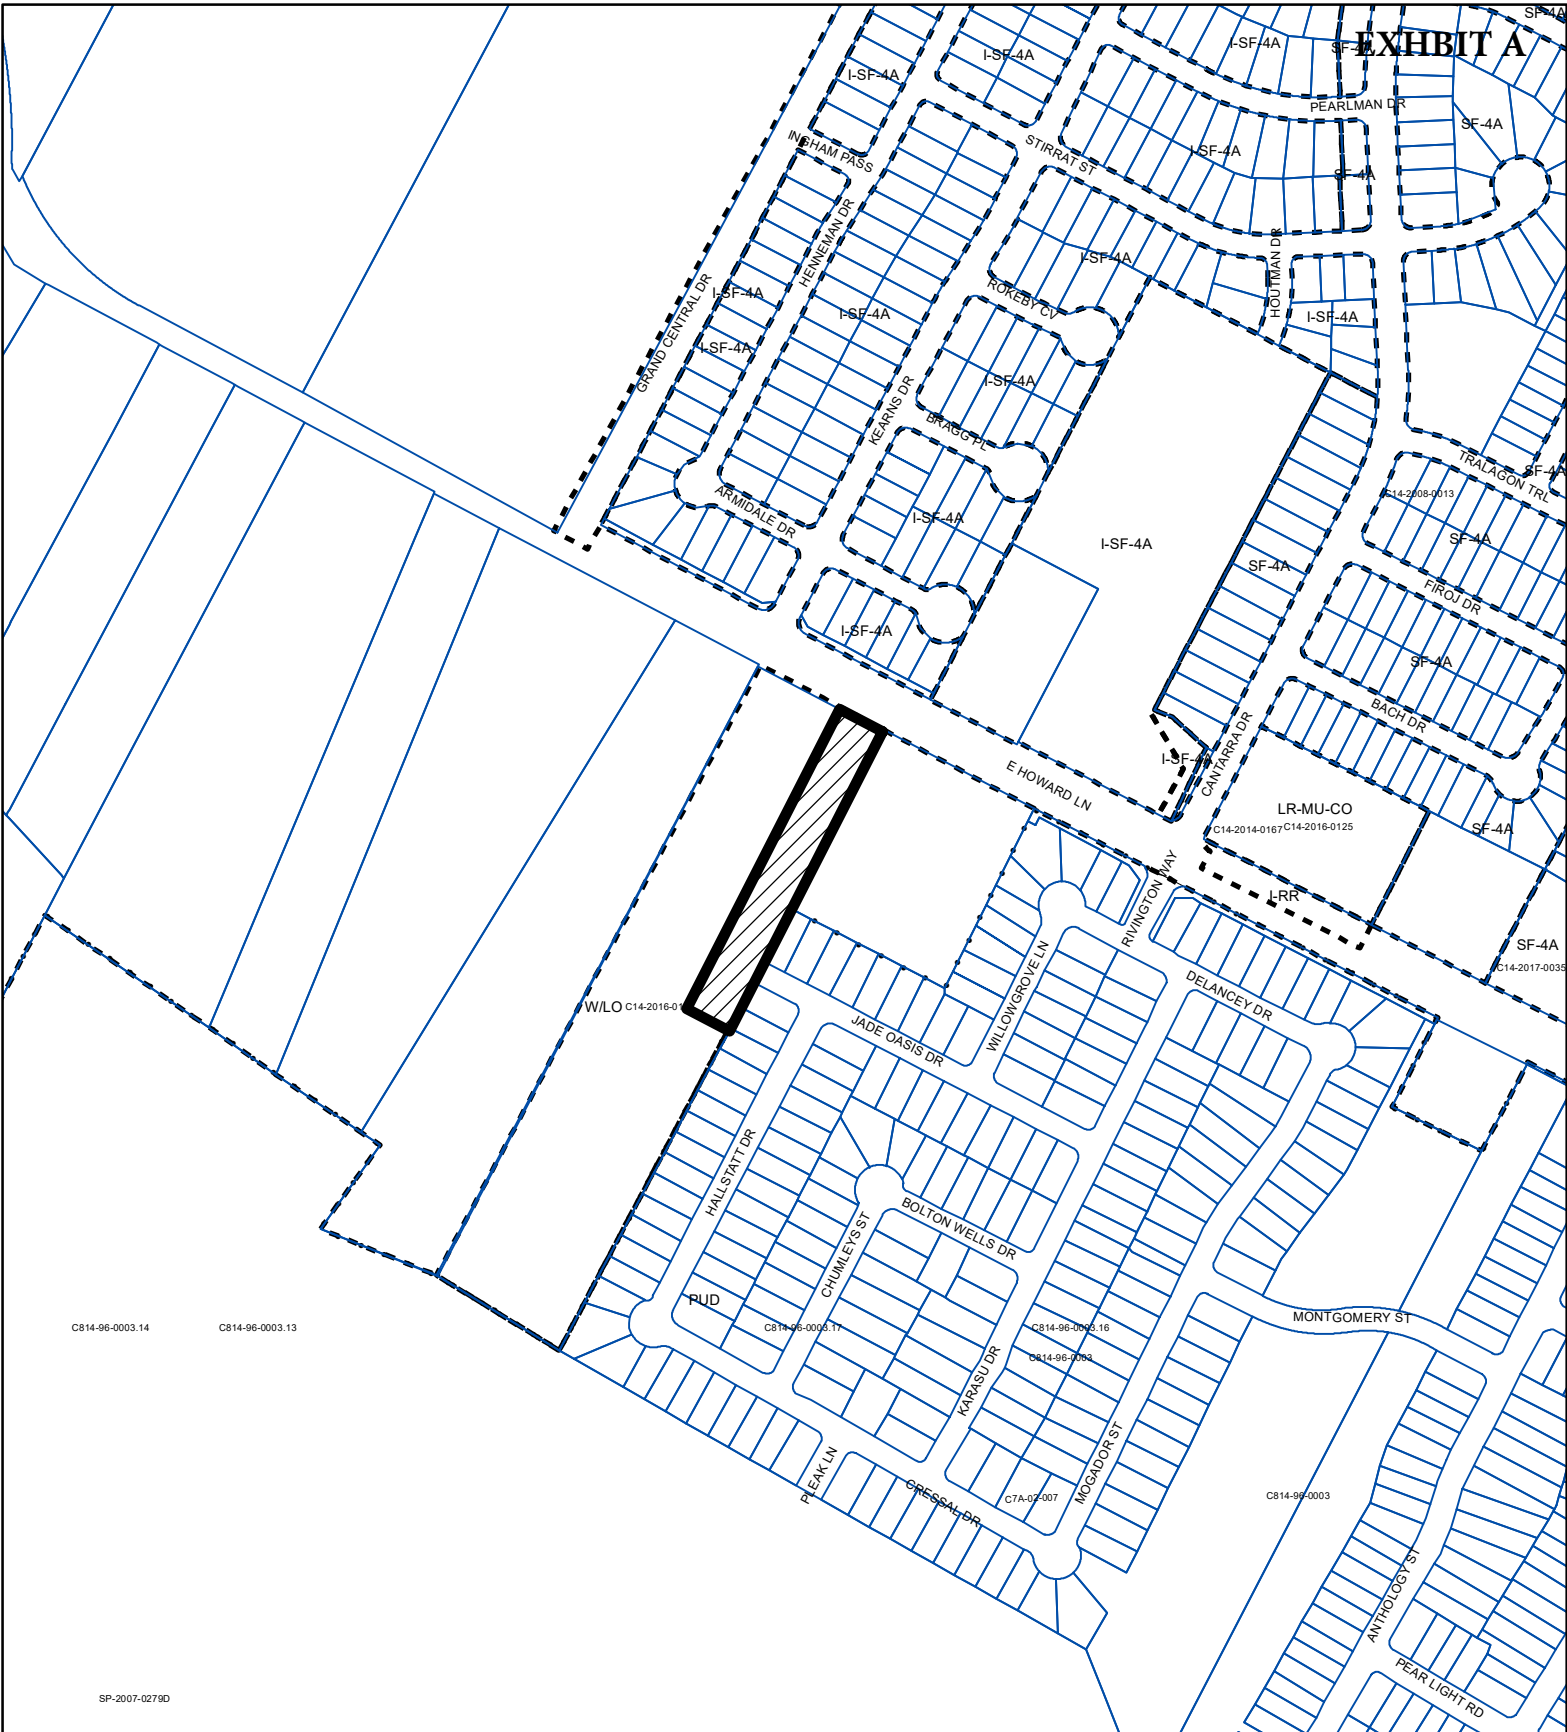 SF-4A
EXHBIT A
I-SF-4A
I-SF-4A
SF-4A
I-SF-4A
PEARLMAN DR
SF-4A
INGHAM PASS
STIRRAT ST
I-SF-4A
SF-4A
HENNEMAN DR
HOUTMAN DR
I-SF-4A
GRAND CENTRAL DR
I-SF-4A
ROKEBY CV
I-SF-4A
I-SF-4A
I-SF-4A
I-SF-4A
KEARNS DR
BRAGG PL
TRALAGON TRL
SF-4A
C14-2008-0013
ARMIDALE DR
I-SF-4A
I-SF-4A
SF-4A
SF-4A
FIROJ DR
I-SF-4A
SF-4A
BACH DR
CANTARRA DR
I-SF-4A
E HOWARD LN
LR-MU-CO
C14-2014-0167
C14-2016-0125
SF-4A
RIVINGTON WAY
I-RR
SF-4A
C14-2017-0035
WILLOWGROVE LN
DELANCEY DR
W/LO
C14-2016-01
JADE OASIS DR
HALLSTATT DR
BOLTON WELLS DR
CHUMLEYS ST
PUD
MONTGOMERY ST
C814-96-0003.14
C814-96-0003.13
C814-96-0003.17
C814-96-0003.16
C814-96-0003
KARASU DR
MOGADOR ST
PLEAK LN
CRESSAL DR
C7A-02-007
C814-96-0003
ANTHOLOGY ST
PEAR LIGHT RD
SP-2007-0279D